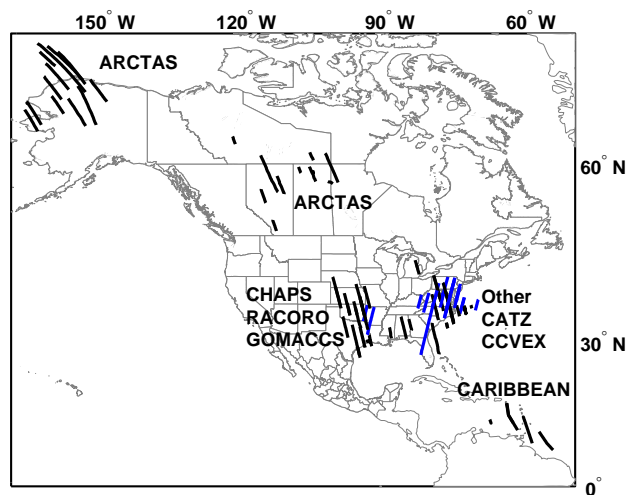 150° W 120° W 90° W 60° W
ARCTAS
60° N
ARCTAS
CHAPS
RACORO
GOMACCS
Other
CATZ
CCVEX
30° N
CARIBBEAN
0°